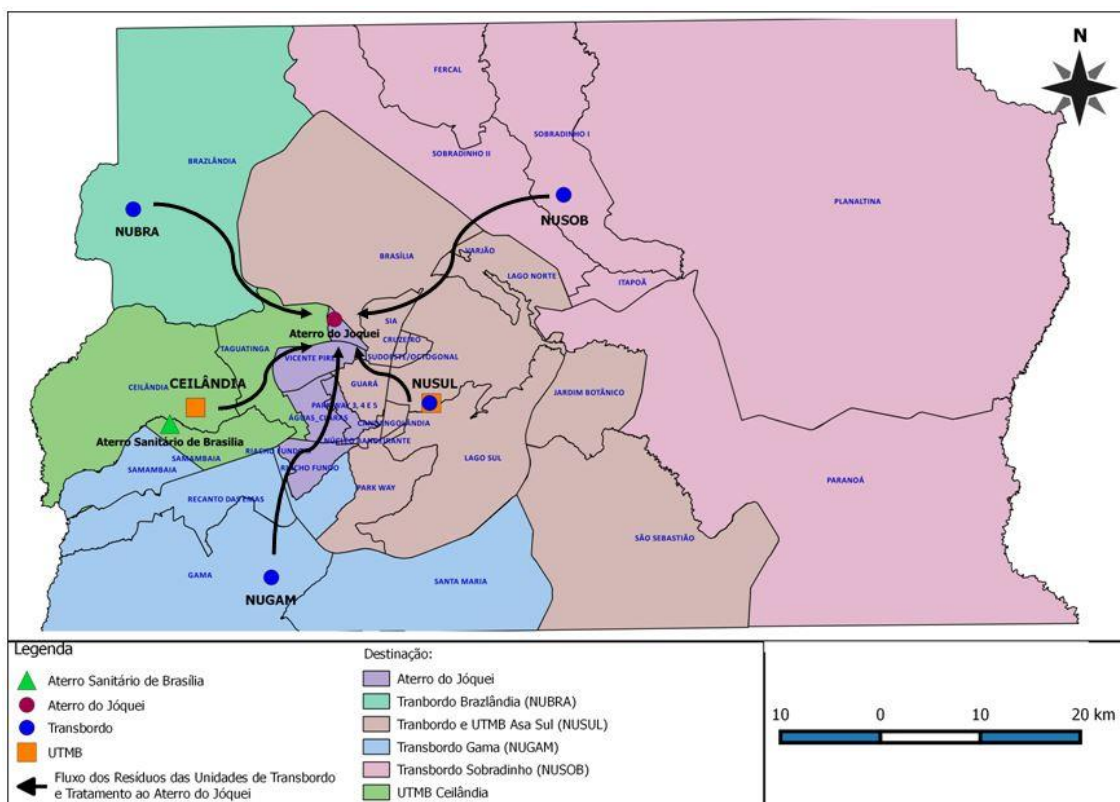 N
FERCAL
SOBRADINHO I
SOBRADINHO II
BRAZLÂNDIA
PLANALTINA
NUBRA
NUSOB
BRASÍLIA
VARJÃO
LAGO NORTE
ITAPOÃ
SIA
Aterro do Jóquei
CRUZEIRO
TAGUATINGA
VICENTE PIRE
SUDOESTE/OCTOGONAL
CEILÂNDIA
CEILÂNDIA
GUARÁ
NUSUL
JARDIM BOTÂNICO
PARK WAY 3, 4 E 5
ÁGUAS_CLARAS
CANDANGOLÂNDIA
Aterro Sanitário de Brasilia
NÚCLEO BANDEIRANTE
RIACHO FUNDO
SAMAMBAIA
SAMAMBAIA
RIACHO FUNDO
LAGO SUL
PARK WAY
PARANOÁ
RECANTO DAS EMAS
SÃO SEBASTIÃO
GAMA
SANTA MARIA
NUGAM
Legenda
Aterro Sanitário de Brasília
Aterro do Jóquei
Transbordo
UTMB
Fluxo dos Resíduos das Unidades de Transbordo
e Tratamento ao Aterro do Jóquei
Destinação:
Aterro do Jóquei
Tranbordo Brazlândia (NUBRA)
Tranbordo e UTMB Asa Sul (NUSUL)
Transbordo Gama (NUGAM)
Transbordo Sobradinho (NUSOB)
UTMB Ceilândia
10 0 10 20 km